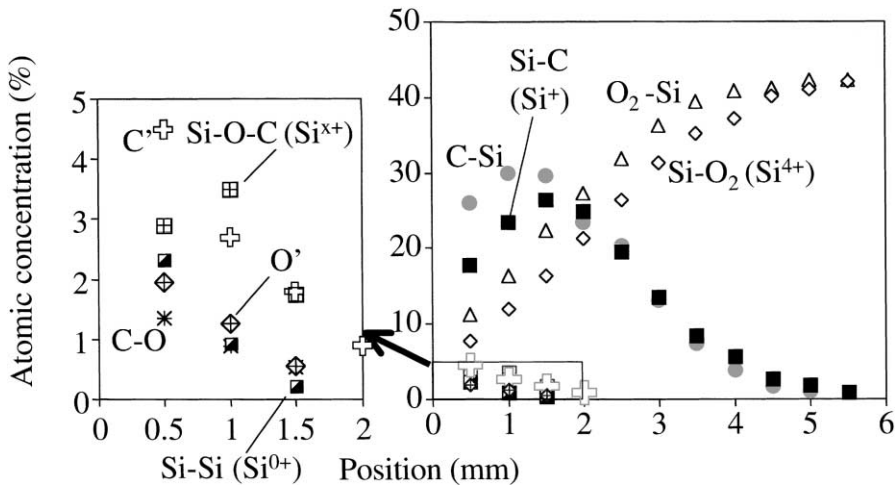 Atomic concentration (%)
5
4
3
2
1
0
0
0.5
1
1.5
2
C'
Si-O-C (Si^x+)
O'
C-O
Si-Si (Si^0+)
Position (mm)
50
40
30
20
10
0
0
1
2
3
4
5
6
Si-C
(Si^+)
C-Si
O₂-Si
Si-O₂ (Si^4+)